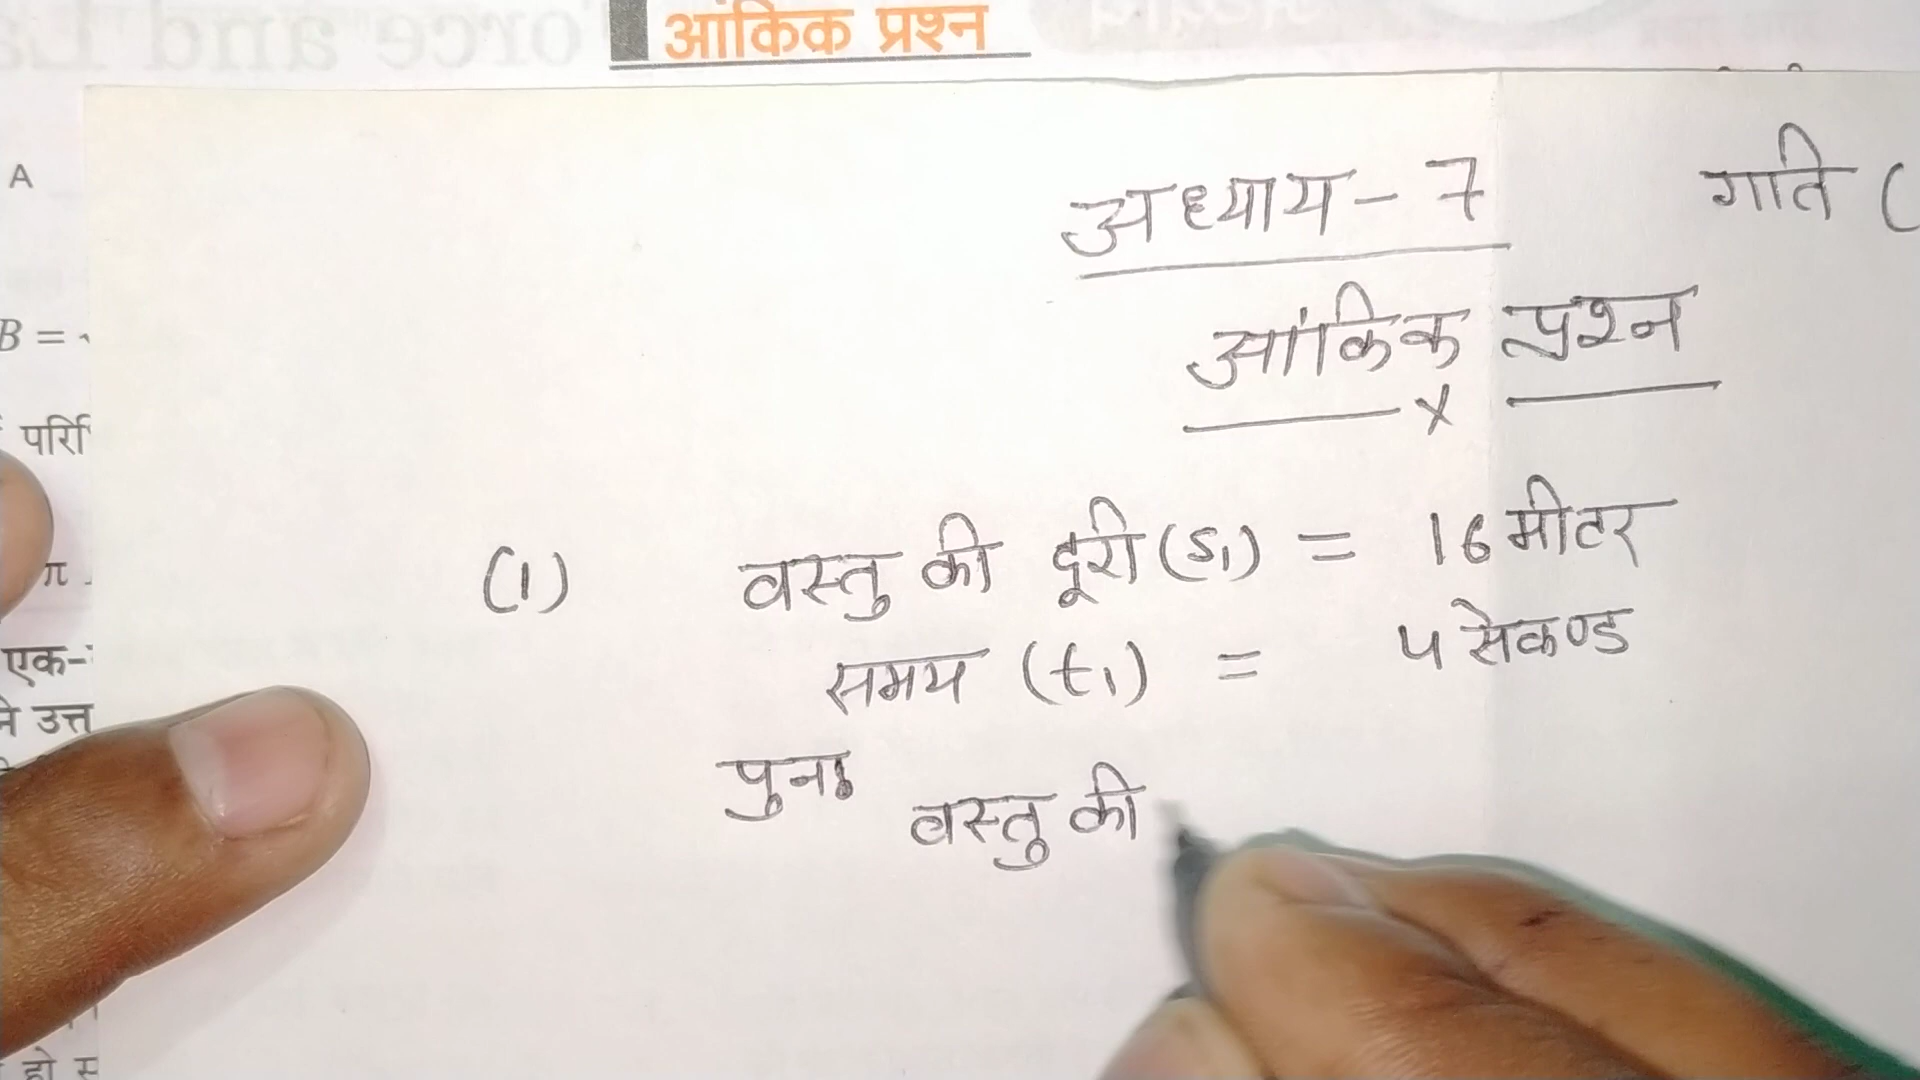 आंकिक प्रश्न
अध्याय - 7 गति (
आंकिक प्रश्न
x
(1) वस्तु की दूरी (S₁) = 16 मीटर
समय (t₁) = 4 सेकण्ड
पुनः वस्तु की
A
B =
परि
π
एक-
उत्त
हो